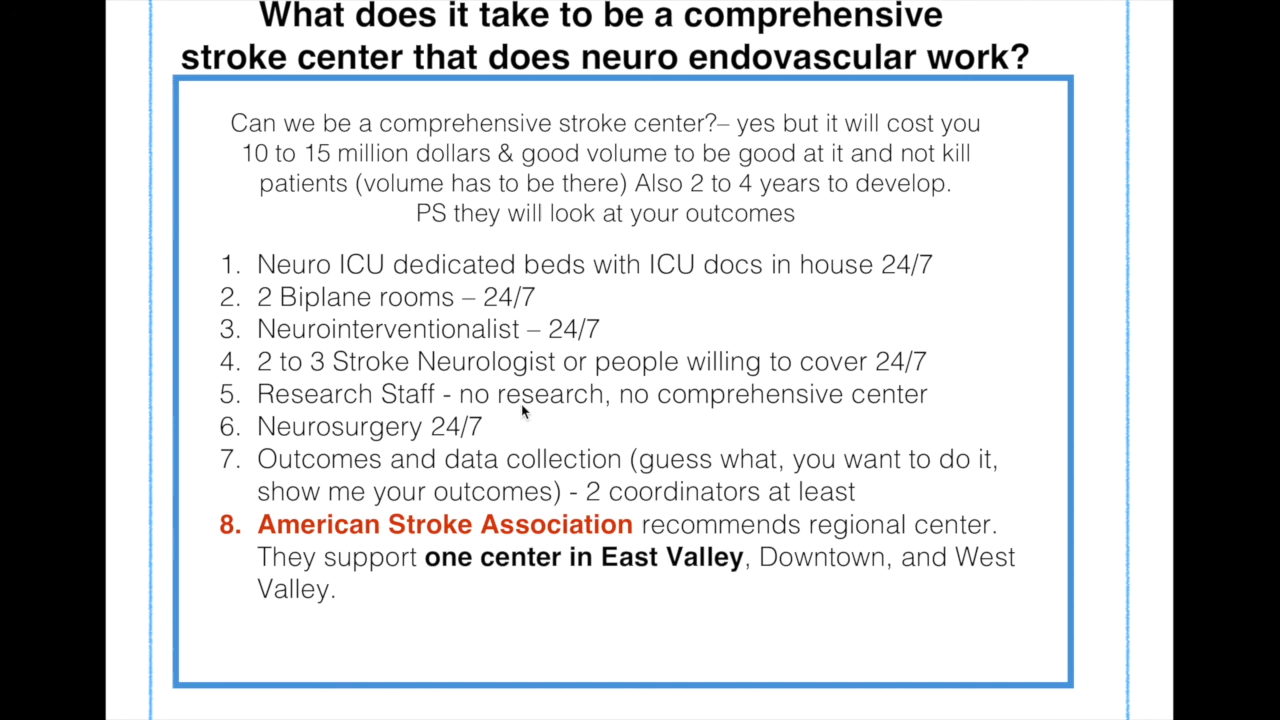 What does it take to be a comprehensive
stroke center that does neuro endovascular work?
Can we be a comprehensive stroke center?– yes but it will cost you
10 to 15 million dollars & good volume to be good at it and not kill
patients (volume has to be there) Also 2 to 4 years to develop.
PS they will look at your outcomes
1. Neuro ICU dedicated beds with ICU docs in house 24/7
2. 2 Biplane rooms – 24/7
3. Neurointerventionalist – 24/7
4. 2 to 3 Stroke Neurologist or people willing to cover 24/7
5. Research Staff - no research, no comprehensive center
6. Neurosurgery 24/7
7. Outcomes and data collection (guess what, you want to do it,
show me your outcomes) - 2 coordinators at least
8. American Stroke Association recommends regional center.
They support one center in East Valley, Downtown, and West
Valley.